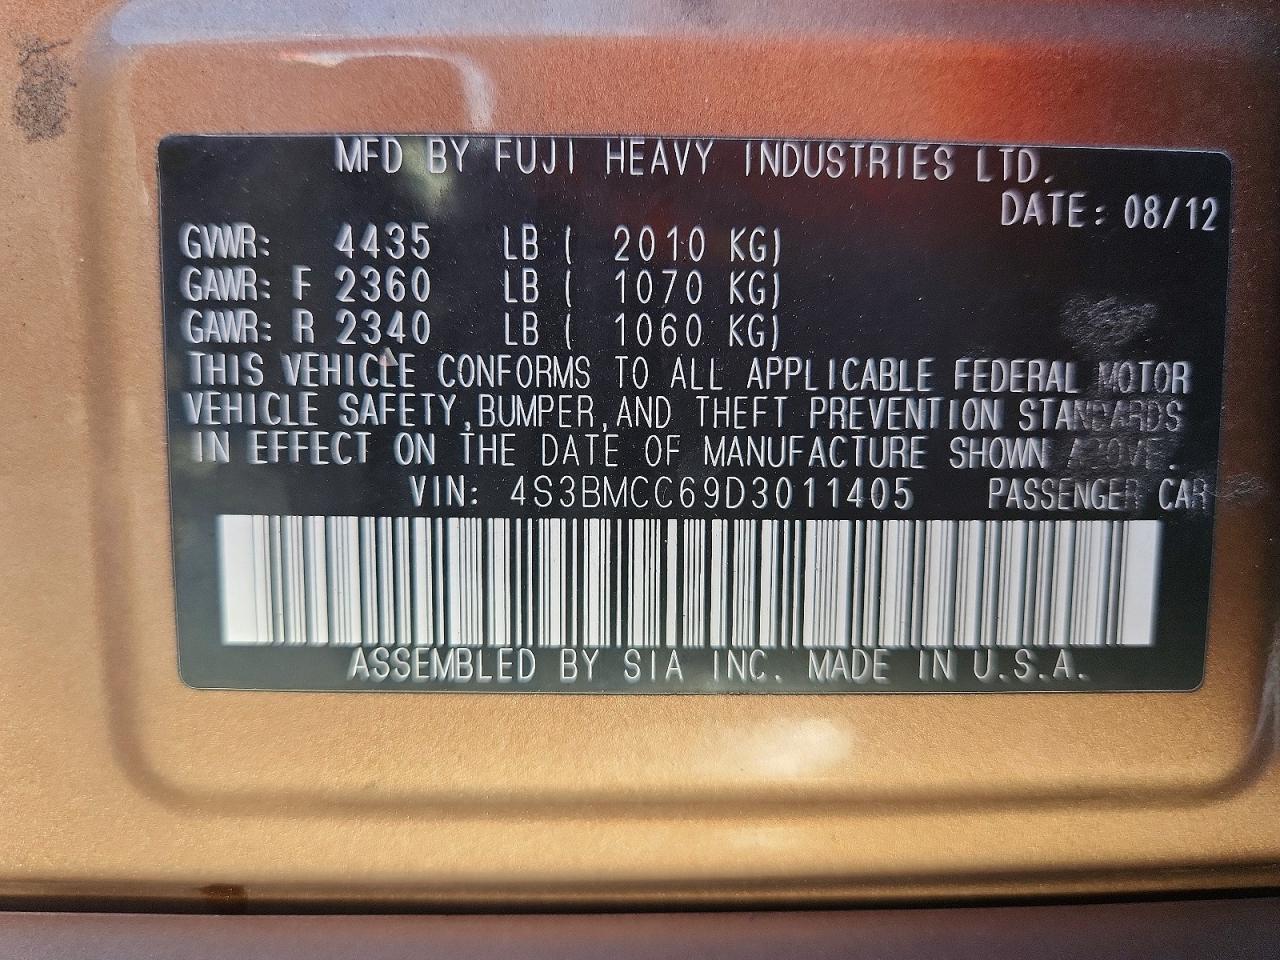 MFD BY FUJI HEAVY INDUSTRIES LTD.
DATE: 08/12
GVWR: 4435 LB ( 2010 KG)
GAWR: F 2360 LB ( 1070 KG)
GAWR: R 2340 LB ( 1060 KG)
THIS VEHICLE CONFORMS TO ALL APPLICABLE FEDERAL MOTOR
VEHICLE SAFETY, BUMPER, AND THEFT PREVENTION STANDARDS
IN EFFECT ON THE DATE OF MANUFACTURE SHOWN ABOVE.
VIN: 4S3BMCC69D3011405 PASSENGER CAR
ASSEMBLED BY SIA INC. MADE IN U.S.A.